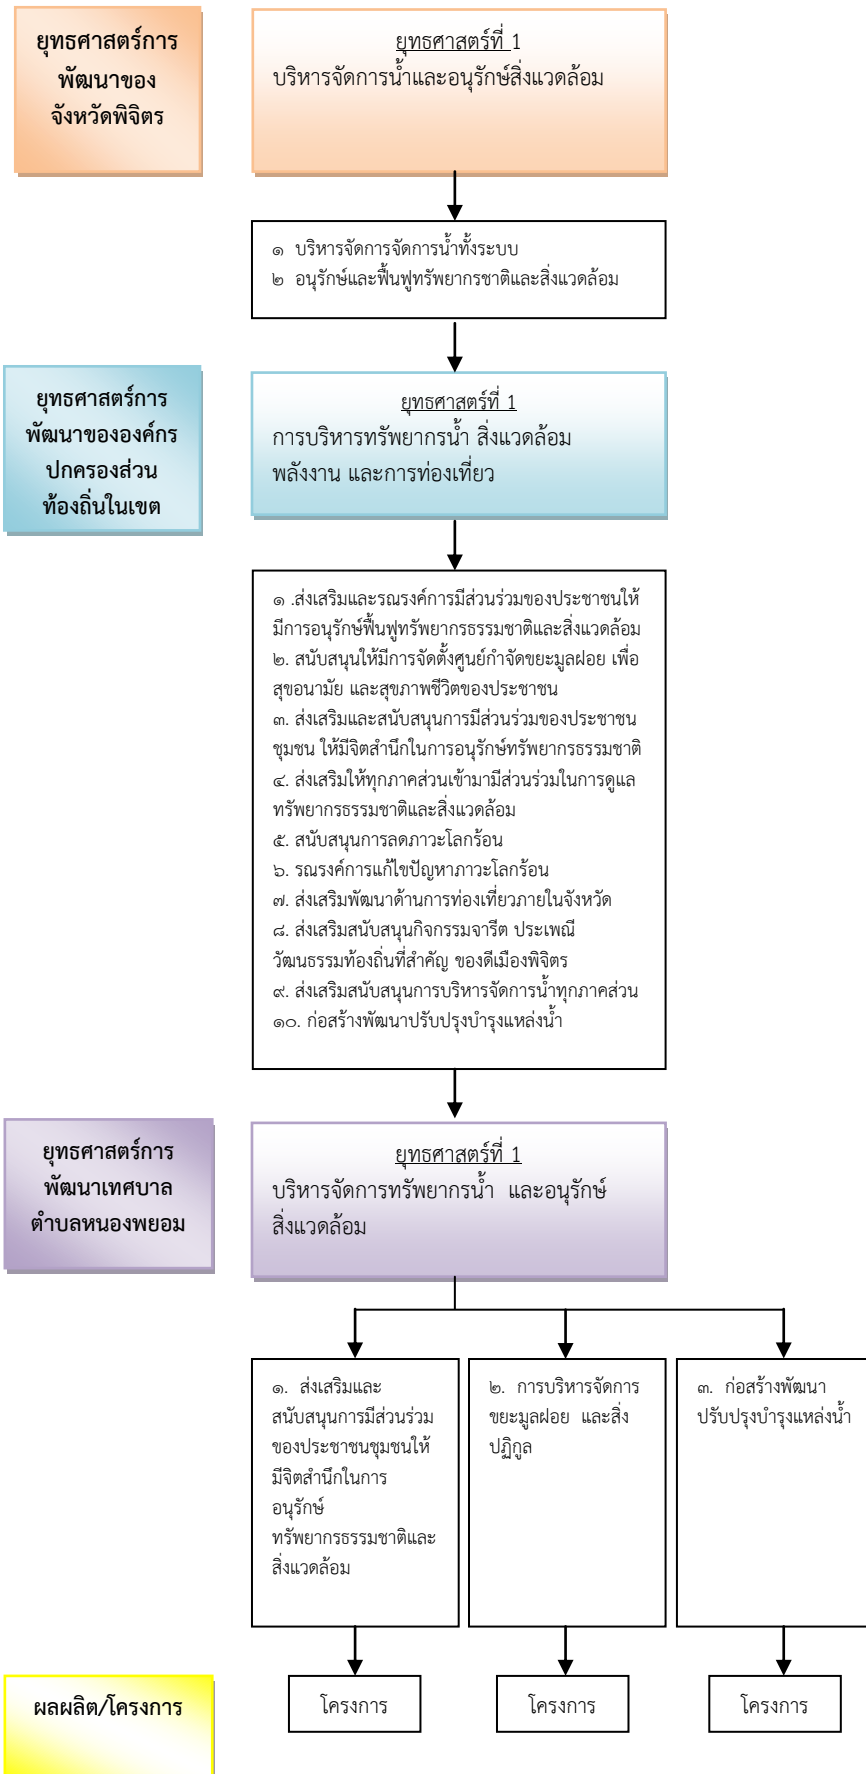 ยุทธศาสตร์การ
พัฒนาของ
จังหวัดพิจิตร
ยุทธศาสตร์ที่ 1
บริหารจัดการน้ำและอนุรักษ์สิ่งแวดล้อม
๑ บริหารจัดการจัดการน้ำทั้งระบบ
๒ อนุรักษ์และฟื้นฟูทรัพยากรชาติและสิ่งแวดล้อม
ยุทธศาสตร์การ
พัฒนาขององค์กร
ปกครองส่วน
ท้องถิ่นในเขต
ยุทธศาสตร์ที่ 1
การบริหารทรัพยากรน้ำ สิ่งแวดล้อม
พลังงาน และการท่องเที่ยว
๑ .ส่งเสริมและรณรงค์การมีส่วนร่วมของประชาชนให้
มีการอนุรักษ์ฟื้นฟูทรัพยากรธรรมชาติและสิ่งแวดล้อม
๒. สนับสนุนให้มีการจัดตั้งศูนย์กำจัดขยะมูลฝอย เพื่อ
สุขอนามัย และสุขภาพชีวิตของประชาชน
๓. ส่งเสริมและสนับสนุนการมีส่วนร่วมของประชาชน
ชุมชน ให้มีจิตสำนึกในการอนุรักษ์ทรัพยากรธรรมชาติ
๔. ส่งเสริมให้ทุกภาคส่วนเข้ามามีส่วนร่วมในการดูแล
ทรัพยากรธรรมชาติและสิ่งแวดล้อม
๕. สนับสนุนการลดภาวะโลกร้อน
๖. รณรงค์การแก้ไขปัญหาภาวะโลกร้อน
๗. ส่งเสริมพัฒนาด้านการท่องเที่ยวภายในจังหวัด
๘. ส่งเสริมสนับสนุนกิจกรรมจารีต ประเพณี
วัฒนธรรมท้องถิ่นที่สำคัญ ของดีเมืองพิจิตร
๙. ส่งเสริมสนับสนุนการบริหารจัดการน้ำทุกภาคส่วน
๑๐. ก่อสร้างพัฒนาปรับปรุงบำรุงแหล่งน้ำ
ยุทธศาสตร์การ
พัฒนาเทศบาล
ตำบลหนองพยอม
ยุทธศาสตร์ที่ 1
บริหารจัดการทรัพยากรน้ำ และอนุรักษ์
สิ่งแวดล้อม
๑. ส่งเสริมและ
สนับสนุนการมีส่วนร่วม
ของประชาชนชุมชนให้
มีจิตสำนึกในการ
อนุรักษ์
ทรัพยากรธรรมชาติและ
สิ่งแวดล้อม
๒. การบริหารจัดการ
ขยะมูลฝอย และสิ่ง
ปฏิกูล
๓. ก่อสร้างพัฒนา
ปรับปรุงบำรุงแหล่งน้ำ
ผลผลิต/โครงการ
โครงการ
โครงการ
โครงการ